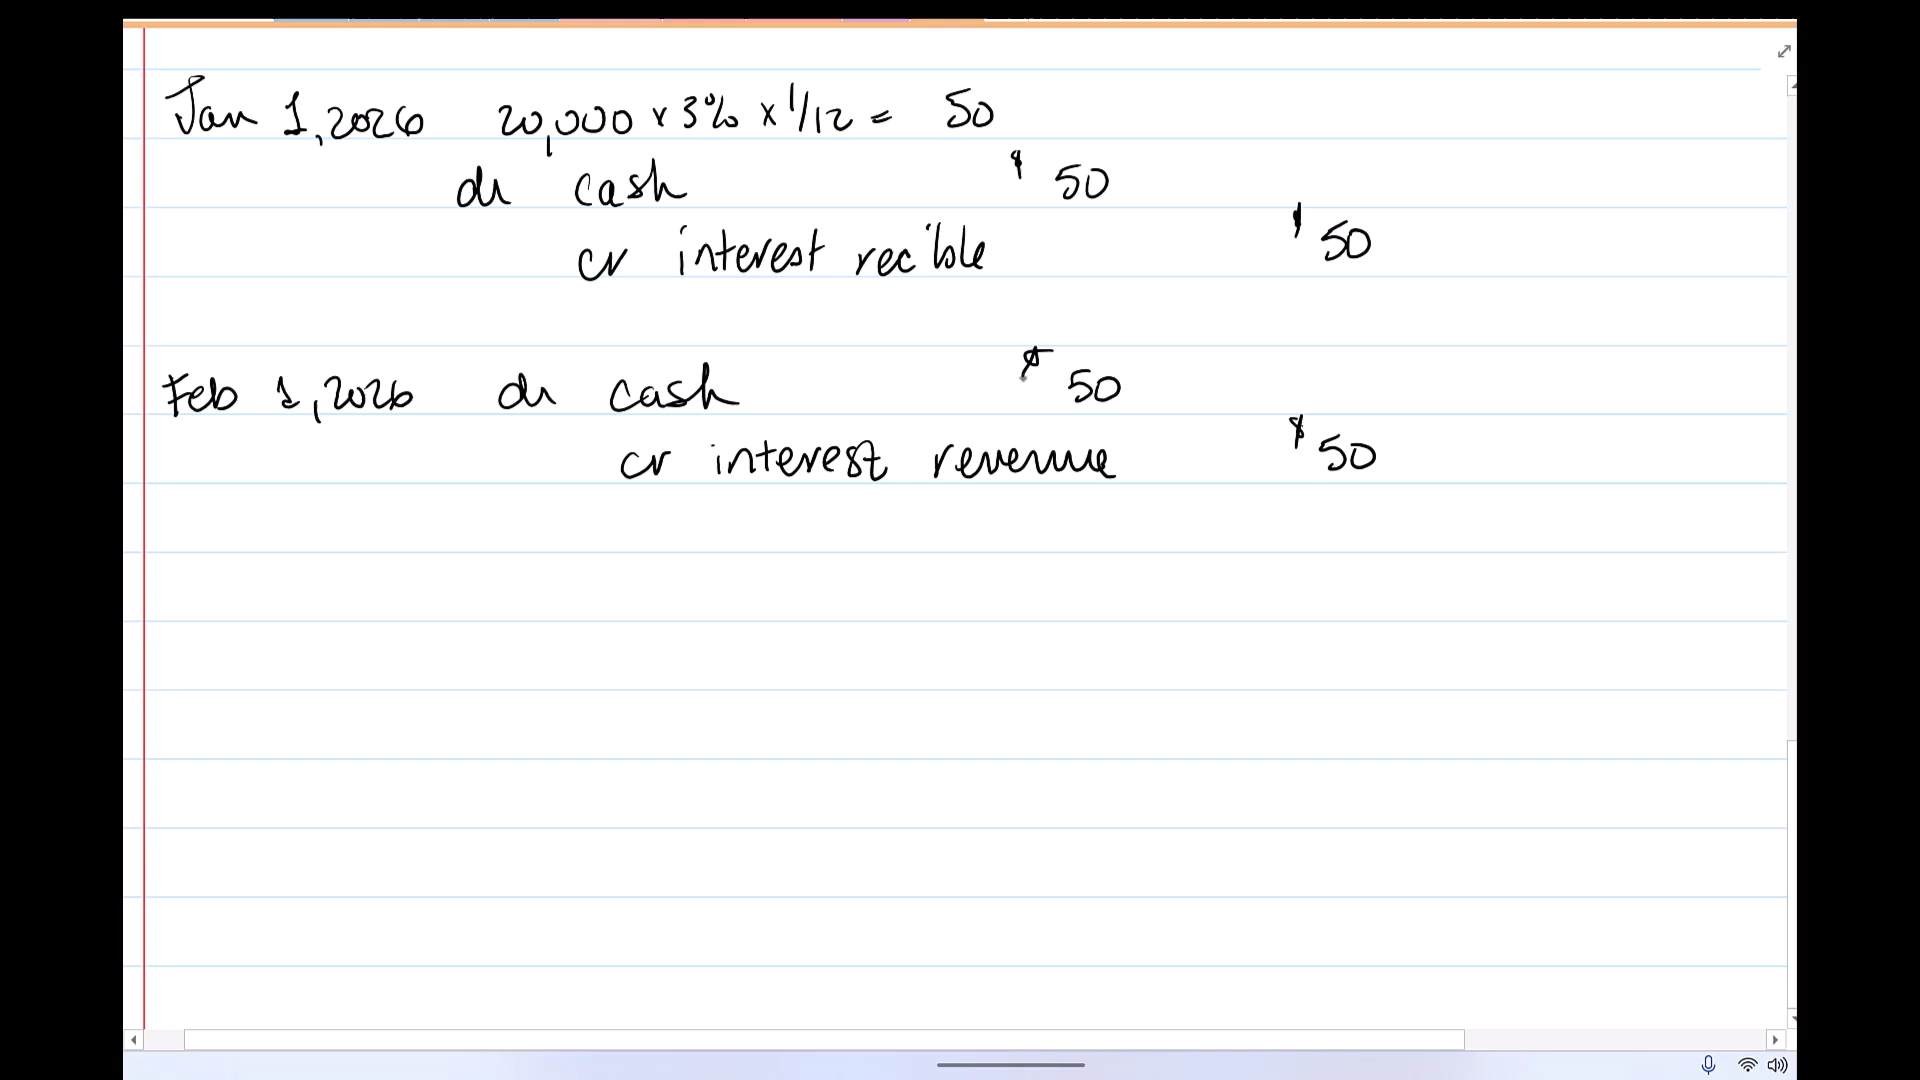 Jan 1, 2026 20,000 x 3% x 1/12 = 50
dr cash $ 50
cr interest rec'ble $ 50
Feb 1, 2026 dr cash $ 50
cr interest revenue $ 50